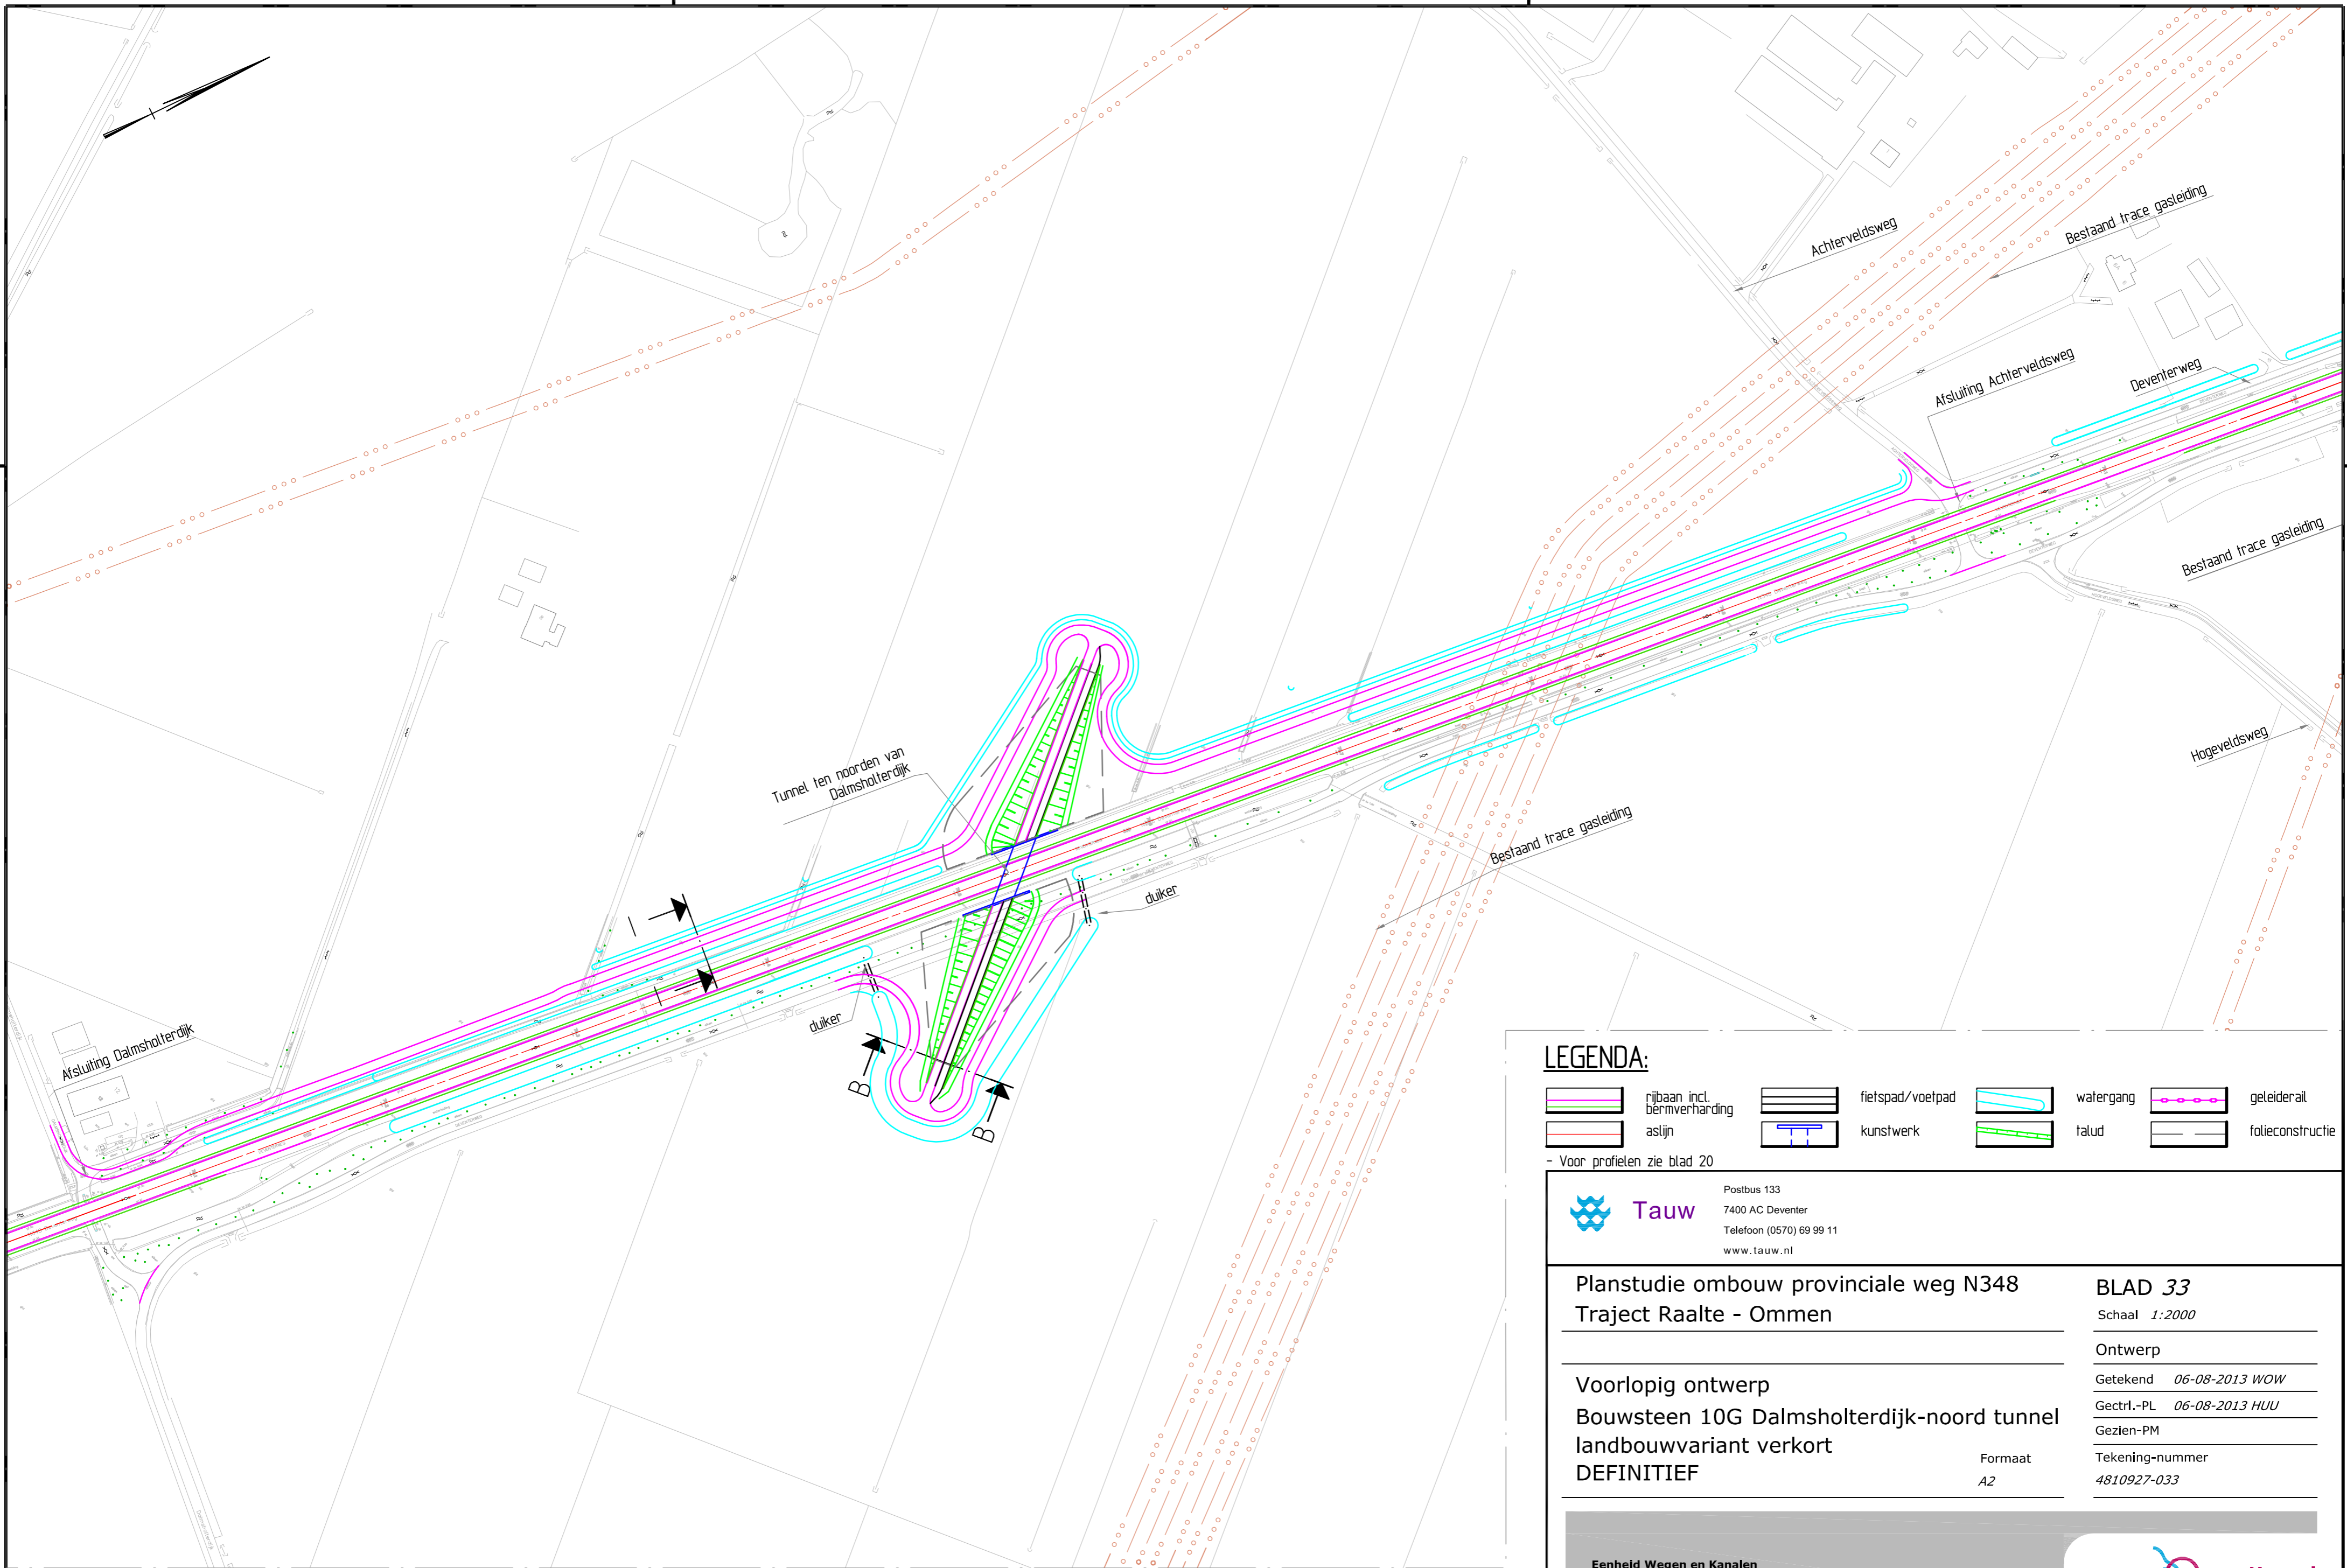 Achterveldsweg
Bestaand trace gasleiding
Afsluiting Achterveldsweg
Deventerweg
Bestaand trace gasleiding
Hogeveldsweg
Tunnel ten noorden van
Dalmsholterdijk
Bestaand trace gasleiding
duiker
duiker
Afsluiting Dalmsholterdijk
B
B
LEGENDA:
rijbaan incl.
bermverharding
fietspad/voetpad
watergang
geleiderail
aslijn
kunstwerk
talud
folieconstructie
- Voor profielen zie blad 20
Tauw
Postbus 133
7400 AC Deventer
Telefoon (0570) 69 99 11
www.tauw.nl
Planstudie ombouw provinciale weg N348
Traject Raalte - Ommen
BLAD 33
Schaal 1:2000
Ontwerp
Getekend 06-08-2013 WOW
Gectrl.-PL 06-08-2013 HUU
Gezien-PM
Tekening-nummer
4810927-033
Voorlopig ontwerp
Bouwsteen 10G Dalmsholterdijk-noord tunnel
landbouwvariant verkort
DEFINITIEF
Formaat
A2
Eenheid Wegen en Kanalen